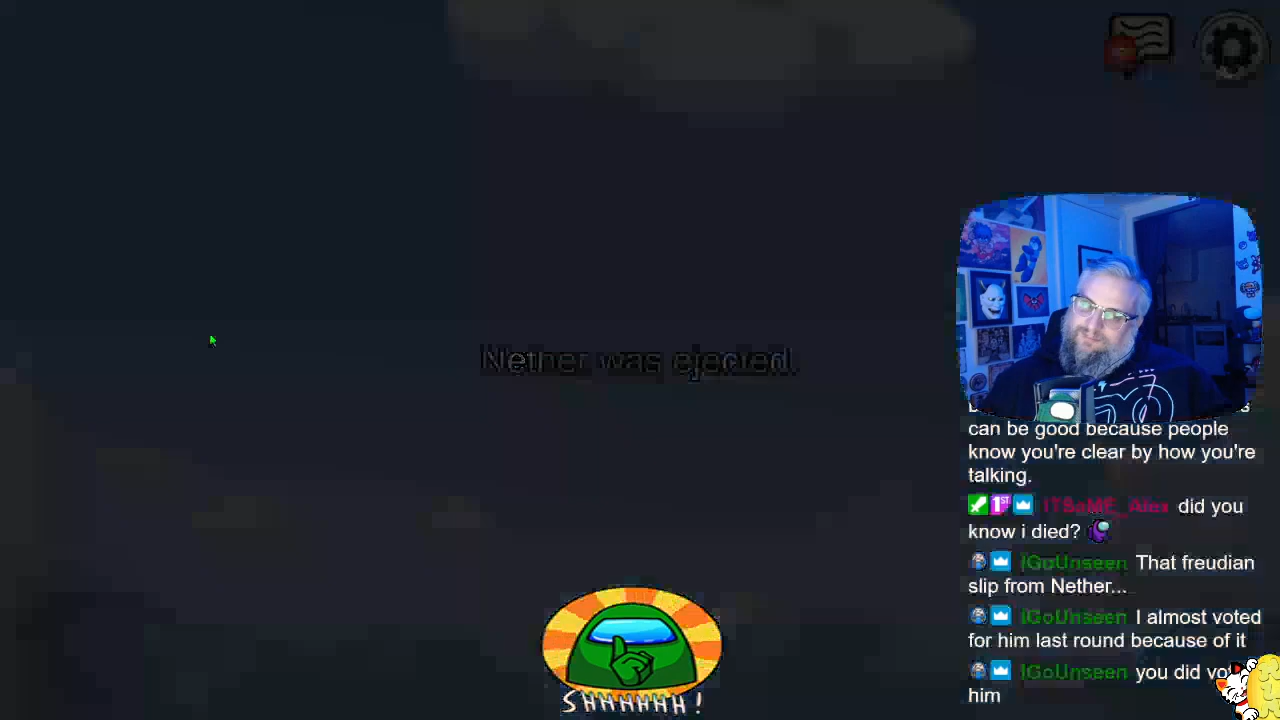 Nether was ejected.
can be good because people
know you're clear by how you're
talking.
1ST ITSaME_Alex did you
know i died?
IGoUnseen That freudian
slip from Nether...
IGoUnseen I almost voted
for him last round because of it
IGoUnseen you did
him
SHHHHHH!